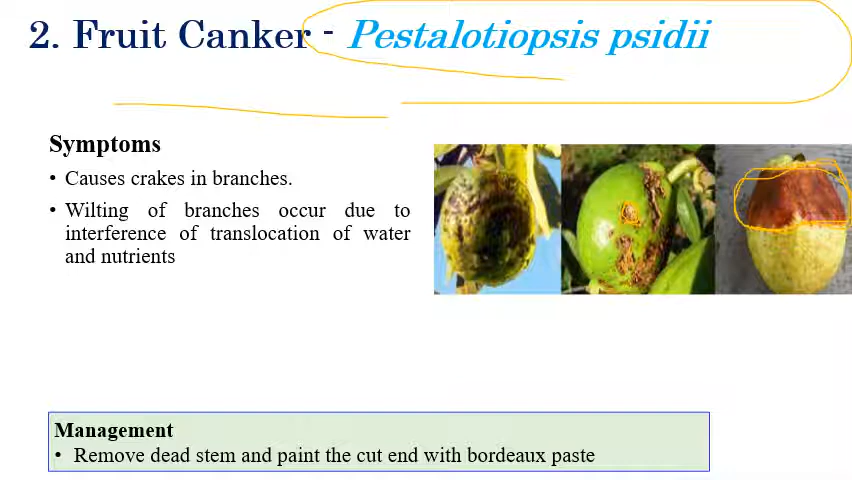 2. Fruit Canker - Pestalotiopsis psidii
Symptoms
• Causes crakes in branches.
• Wilting of branches occur due to
interference of translocation of water
and nutrients
Management
• Remove dead stem and paint the cut end with bordeaux paste